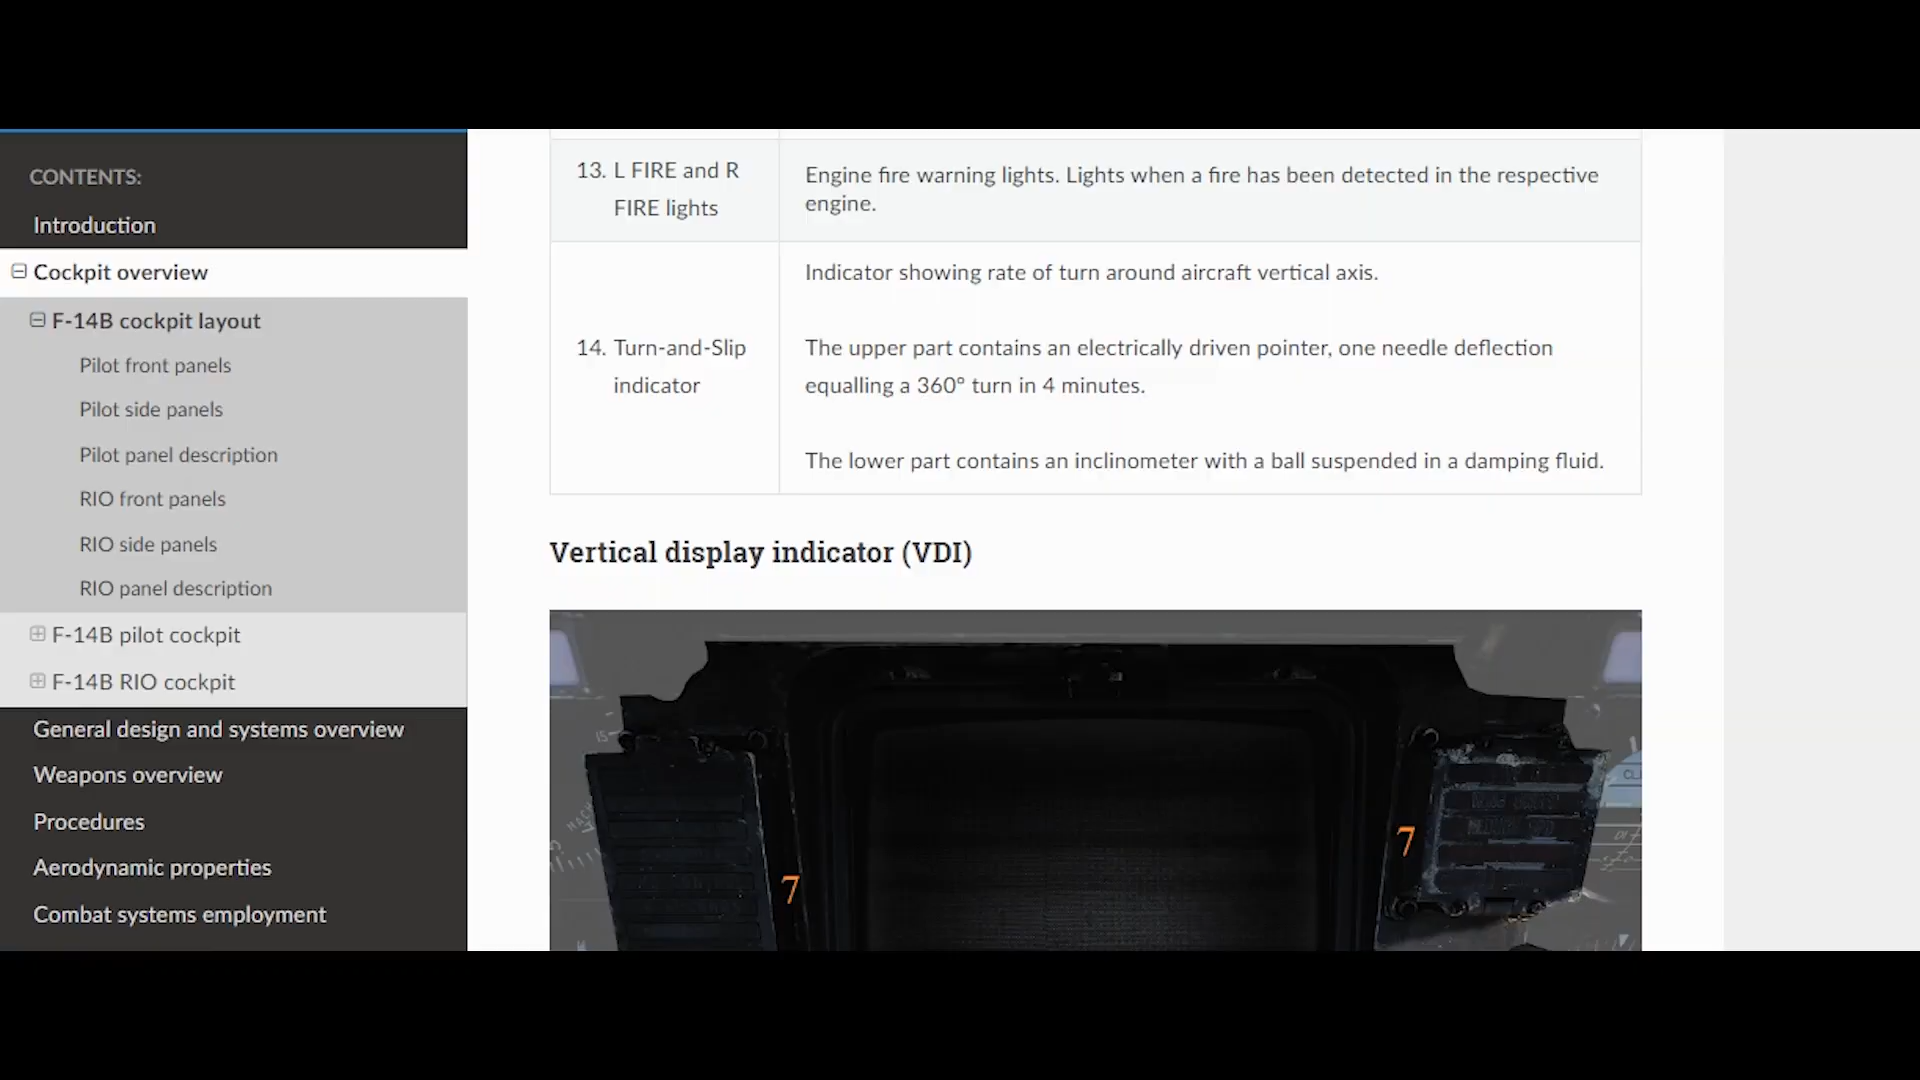 CONTENTS:
Introduction
Cockpit overview
F-14B cockpit layout
Pilot front panels
Pilot side panels
Pilot panel description
RIO front panels
RIO side panels
RIO panel description
F-14B pilot cockpit
F-14B RIO cockpit
General design and systems overview
Weapons overview
Procedures
Aerodynamic properties
Combat systems employment
13. L FIRE and R
FIRE lights
Engine fire warning lights. Lights when a fire has been detected in the respective
engine.
14. Turn-and-Slip
indicator
Indicator showing rate of turn around aircraft vertical axis.
The upper part contains an electrically driven pointer, one needle deflection
equalling a 360° turn in 4 minutes.
The lower part contains an inclinometer with a ball suspended in a damping fluid.
Vertical display indicator (VDI)
7
7